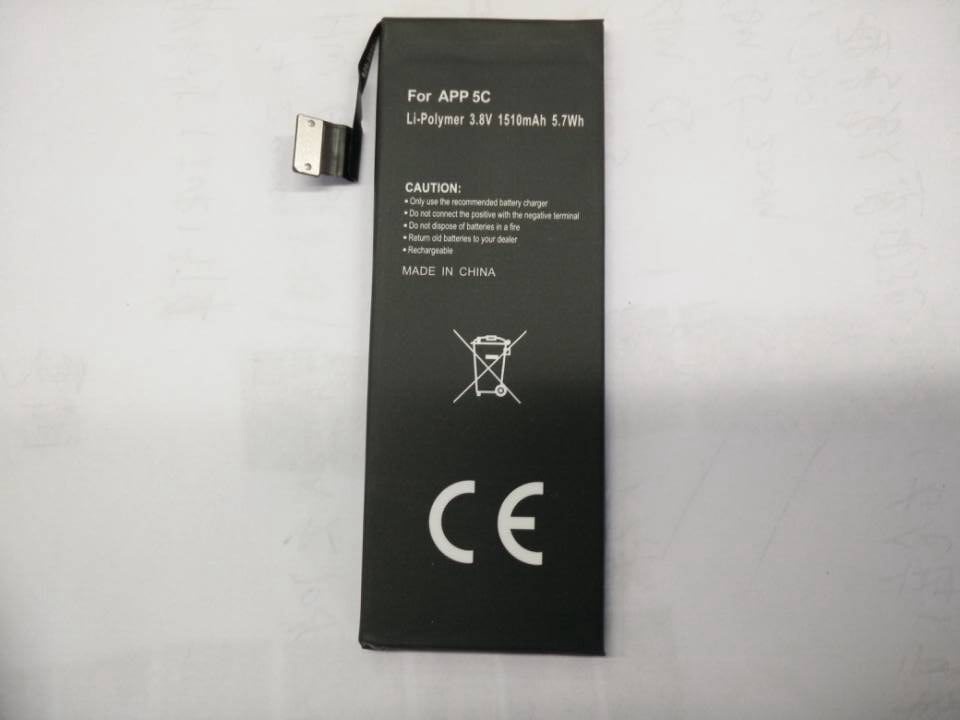 For APP 5C
Li-Polymer 3.8V 1510mAh 5.7Wh
CAUTION:
• Only use the recommended battery charger
• Do not connect the positive with the negative terminal
• Do not dispose of batteries in a fire
• Return old batteries to your dealer
• Rechargeable
MADE IN CHINA
CE